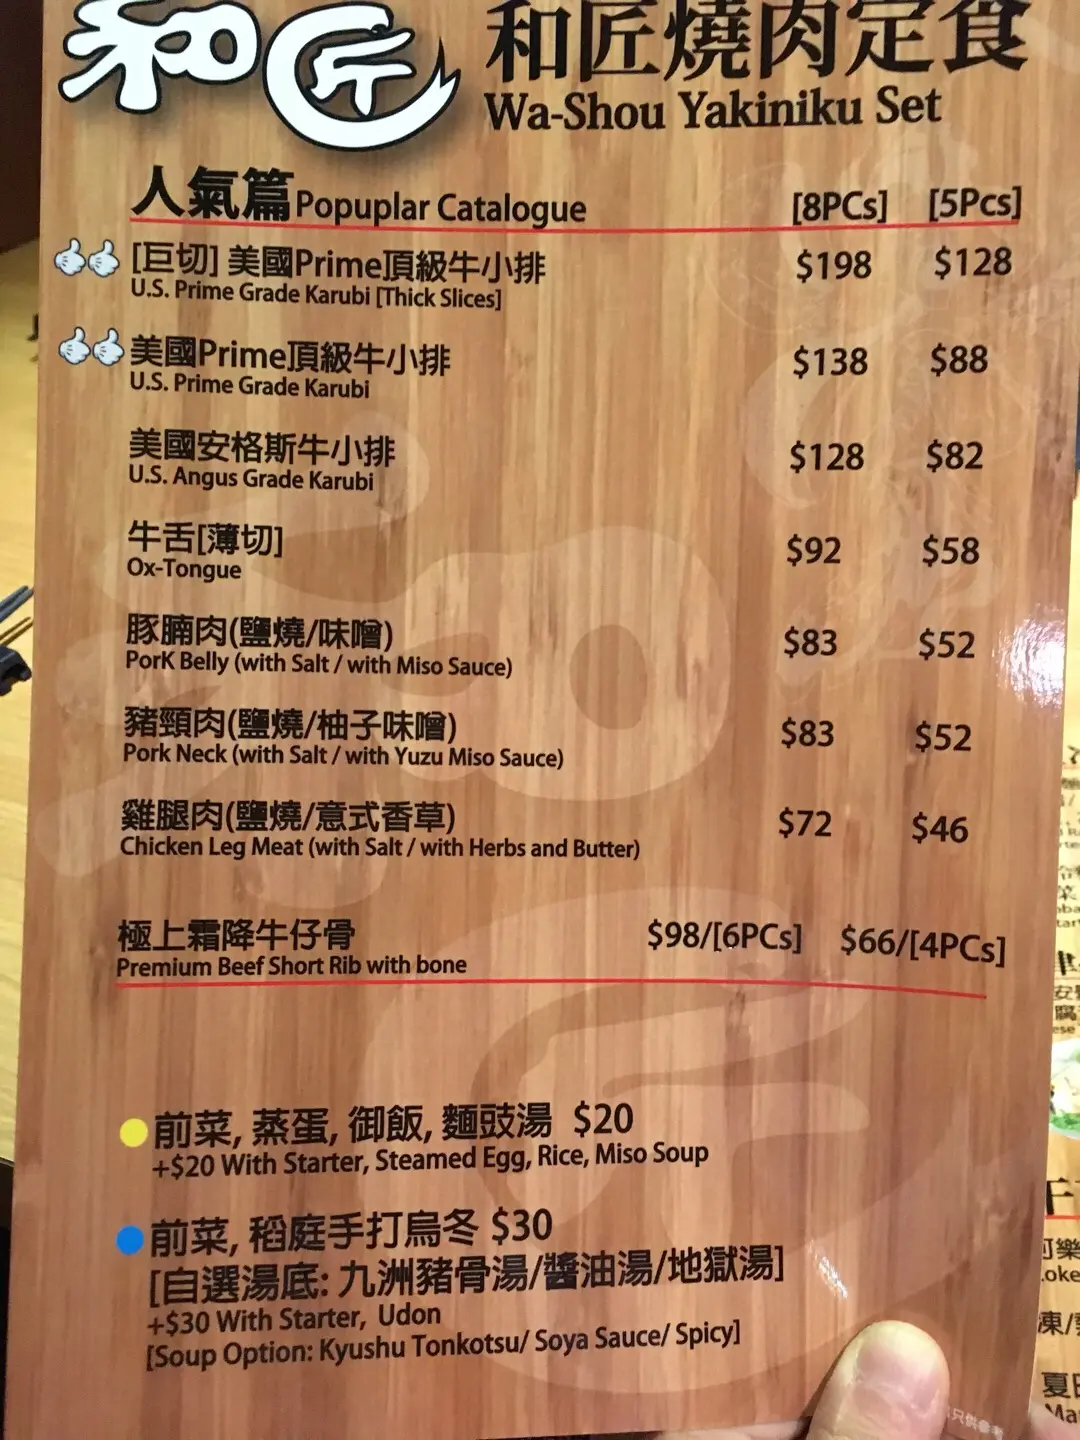 和匠
和匠燒肉定食
Wa-Shou Yakiniku Set
人氣篇 Popuplar Catalogue [8PCs] [5Pcs]
[巨切] 美國Prime頂級牛小排 $198 $128
U.S. Prime Grade Karubi [Thick Slices]
美國Prime頂級牛小排 $138 $88
U.S. Prime Grade Karubi
美國安格斯牛小排 $128 $82
U.S. Angus Grade Karubi
牛舌[薄切] $92 $58
Ox-Tongue
豚腩肉(鹽燒/味噌) $83 $52
PorK Belly (with Salt / with Miso Sauce)
豬頸肉(鹽燒/柚子味噌) $83 $52
Pork Neck (with Salt / with Yuzu Miso Sauce)
雞腿肉(鹽燒/意式香草) $72 $46
Chicken Leg Meat (with Salt / with Herbs and Butter)
極上霜降牛仔骨 $98/[6PCs] $66/[4PCs]
Premium Beef Short Rib with bone
前菜, 蒸蛋, 御飯, 麵豉湯 $20
+$20 With Starter, Steamed Egg, Rice, Miso Soup
前菜, 稻庭手打烏冬 $30
[自選湯底: 九洲豬骨湯/醬油湯/地獄湯]
+$30 With Starter, Udon
[Soup Option: Kyushu Tonkotsu/ Soya Sauce/ Spicy]